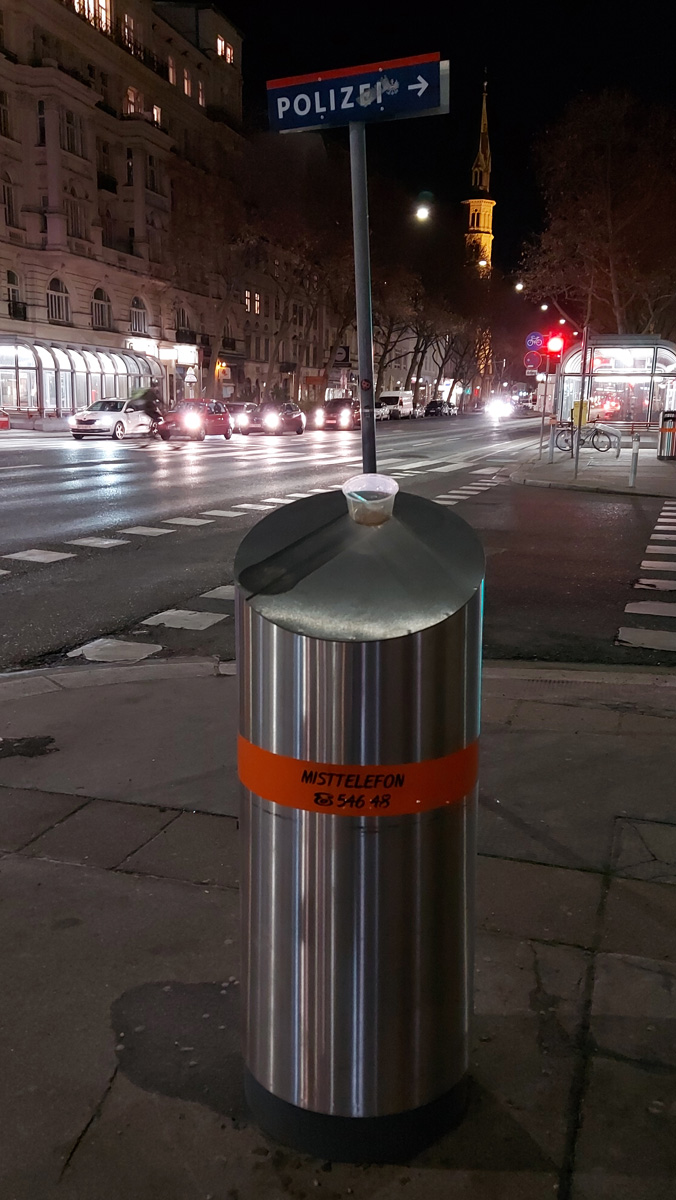 POLIZEI →
MISTTELEFON
☎ 546 48